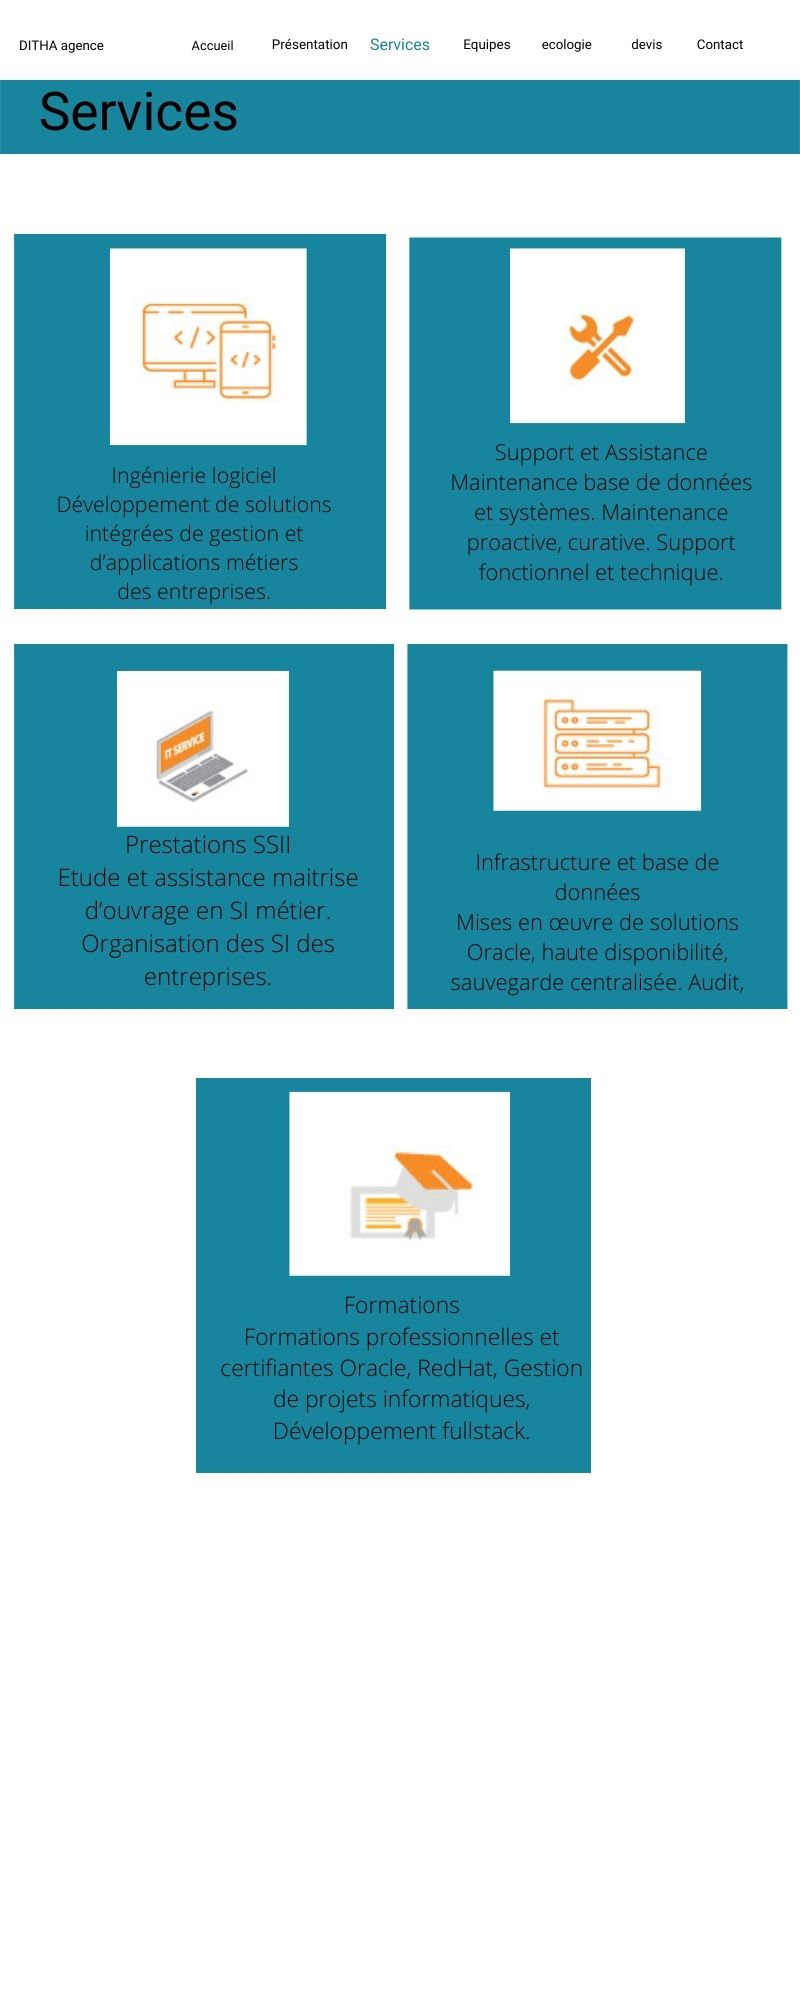 DITHA agence Accueil Présentation Services Equipes ecologie devis Contact
Services
</>
</>
Ingénierie logiciel
Développement de solutions
intégrées de gestion et
d’applications métiers
des entreprises.
Support et Assistance
Maintenance base de données
et systèmes. Maintenance
proactive, curative. Support
fonctionnel et technique.
IT SERVICE
Prestations SSII
Etude et assistance maitrise
d’ouvrage en SI métier.
Organisation des SI des
entreprises.
Infrastructure et base de
données
Mises en œuvre de solutions
Oracle, haute disponibilité,
sauvegarde centralisée. Audit,
Formations
Formations professionnelles et
certifiantes Oracle, RedHat, Gestion
de projets informatiques,
Développement fullstack.